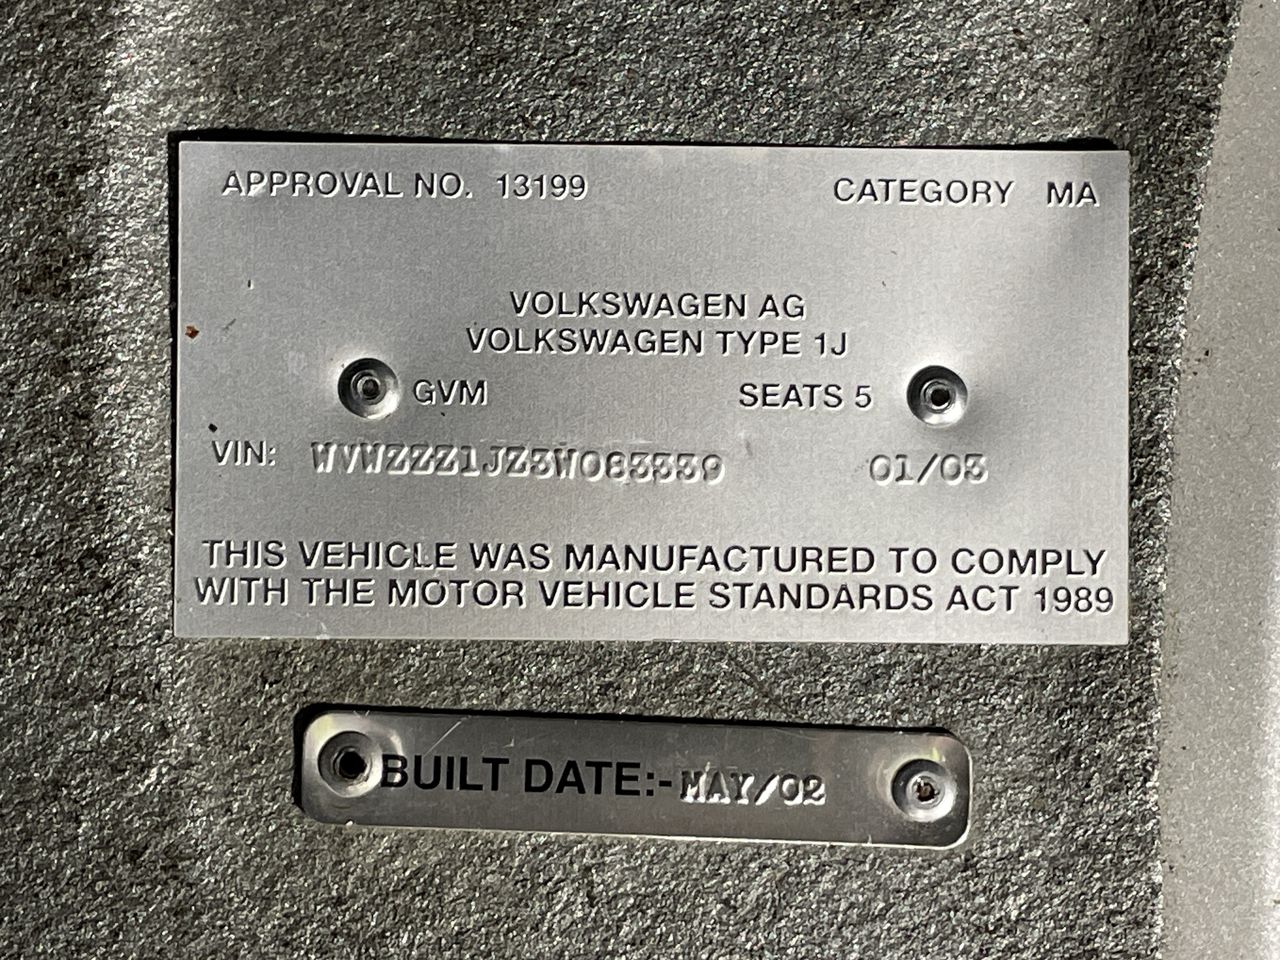 APPROVAL NO. 13199 CATEGORY MA
VOLKSWAGEN AG
VOLKSWAGEN TYPE 1J
GVM SEATS 5
VIN: WVWZZZ1JZ3W083339 01/03
THIS VEHICLE WAS MANUFACTURED TO COMPLY
WITH THE MOTOR VEHICLE STANDARDS ACT 1989
BUILT DATE:- MAY/02